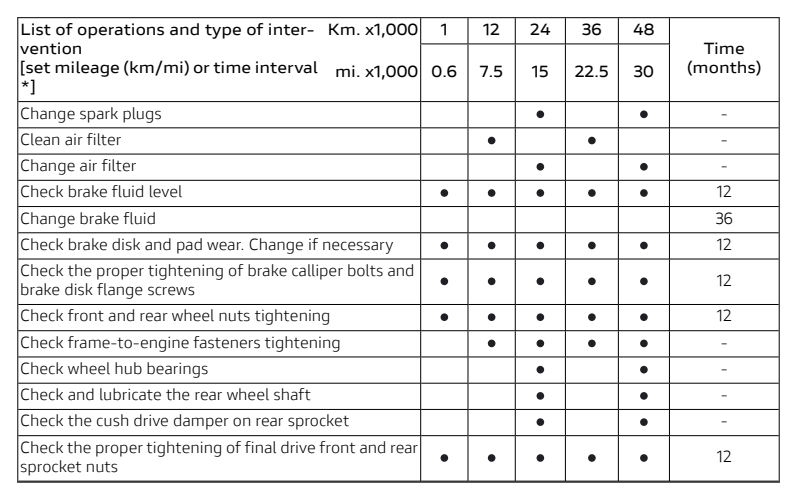 List of operations and type of inter- Km. x1,000 1 12 24 36 48 Time (months)
vention
[set mileage (km/mi) or time interval mi. x1,000 0.6 7.5 15 22.5 30
*]
Change spark plugs ● ● -
Clean air filter ● ● -
Change air filter ● ● -
Check brake fluid level ● ● ● ● ● 12
Change brake fluid 36
Check brake disk and pad wear. Change if necessary ● ● ● ● ● 12
Check the proper tightening of brake calliper bolts and
brake disk flange screws ● ● ● ● ● 12
Check front and rear wheel nuts tightening ● ● ● ● ● 12
Check frame-to-engine fasteners tightening ● ● ● ● -
Check wheel hub bearings ● ● -
Check and lubricate the rear wheel shaft ● ● -
Check the cush drive damper on rear sprocket ● ● -
Check the proper tightening of final drive front and rear
sprocket nuts ● ● ● ● ● 12